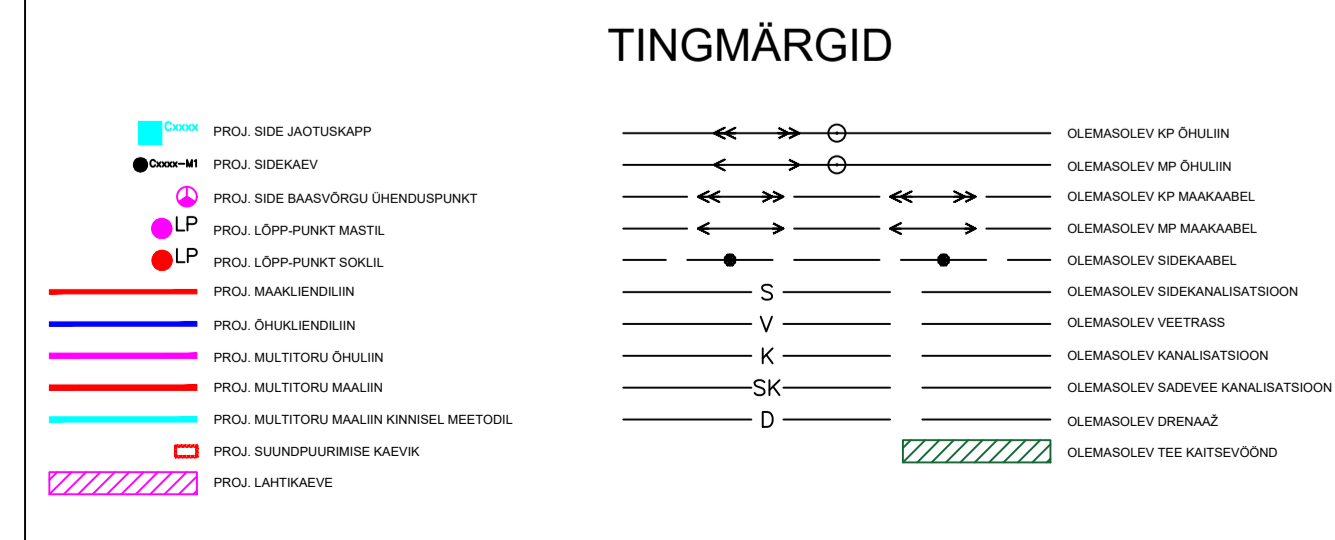 TINGMÄRGID
Cxxxx PROJ. SIDE JAOTUSKAPP
Cxxxx-M1 PROJ. SIDEKAEV
PROJ. SIDE BAASVÕRGU ÜHENDUSPUNKT
LP PROJ. LÕPP-PUNKT MASTIL
LP PROJ. LÕPP-PUNKT SOKLIL
PROJ. MAAKLIENDILIIN
PROJ. ÕHUKLIENDILIIN
PROJ. MULTITORU ÕHULIIN
PROJ. MULTITORU MAALIIN
PROJ. MULTITORU MAALIIN KINNISEL MEETODIL
PROJ. SUUNDPUURIMISE KAEVIK
PROJ. LAHTIKAEVE
OLEMASOLEV KP ÕHULIIN
OLEMASOLEV MP ÕHULIIN
OLEMASOLEV KP MAAKAABEL
OLEMASOLEV MP MAAKAABEL
OLEMASOLEV SIDEKAABEL
S OLEMASOLEV SIDEKANALISATSIOON
V OLEMASOLEV VEETRASS
K OLEMASOLEV KANALISATSIOON
SK OLEMASOLEV SADEVEE KANALISATSIOON
D OLEMASOLEV DRENAAŽ
OLEMASOLEV TEE KAITSEVÖÖND